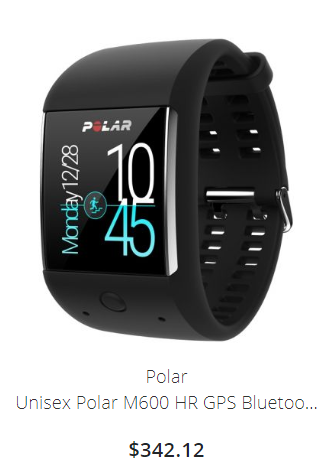 POLAR
Monday 12/28
10
45
Polar
Unisex Polar M600 HR GPS Bluetoo...
$342.12